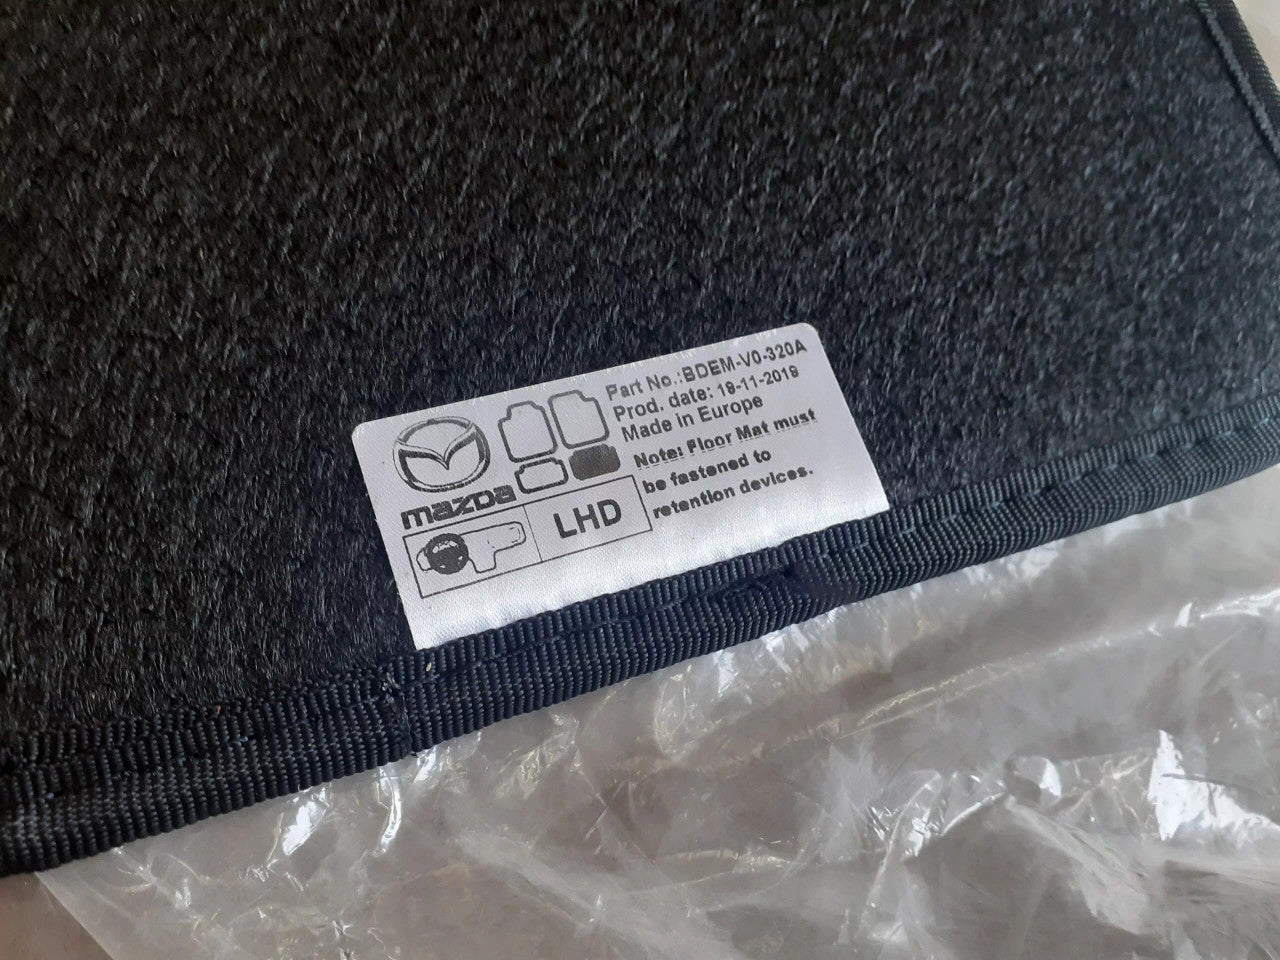 Part No.:BDEM-V0-320A
Prod. date: 19-11-2019
Made in Europe
Note: Floor Mat must
be fastened to
retention devices.
mazda
LHD